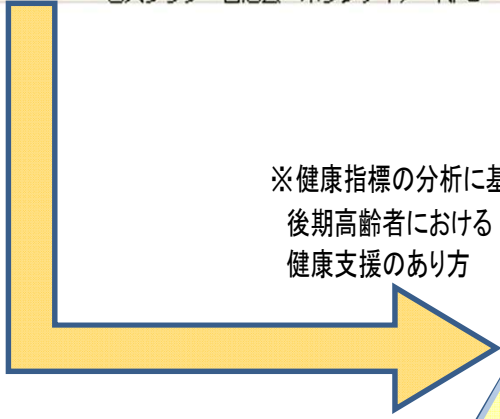 ※健康指標の分析に基
後期高齢者における
健康支援のあり方